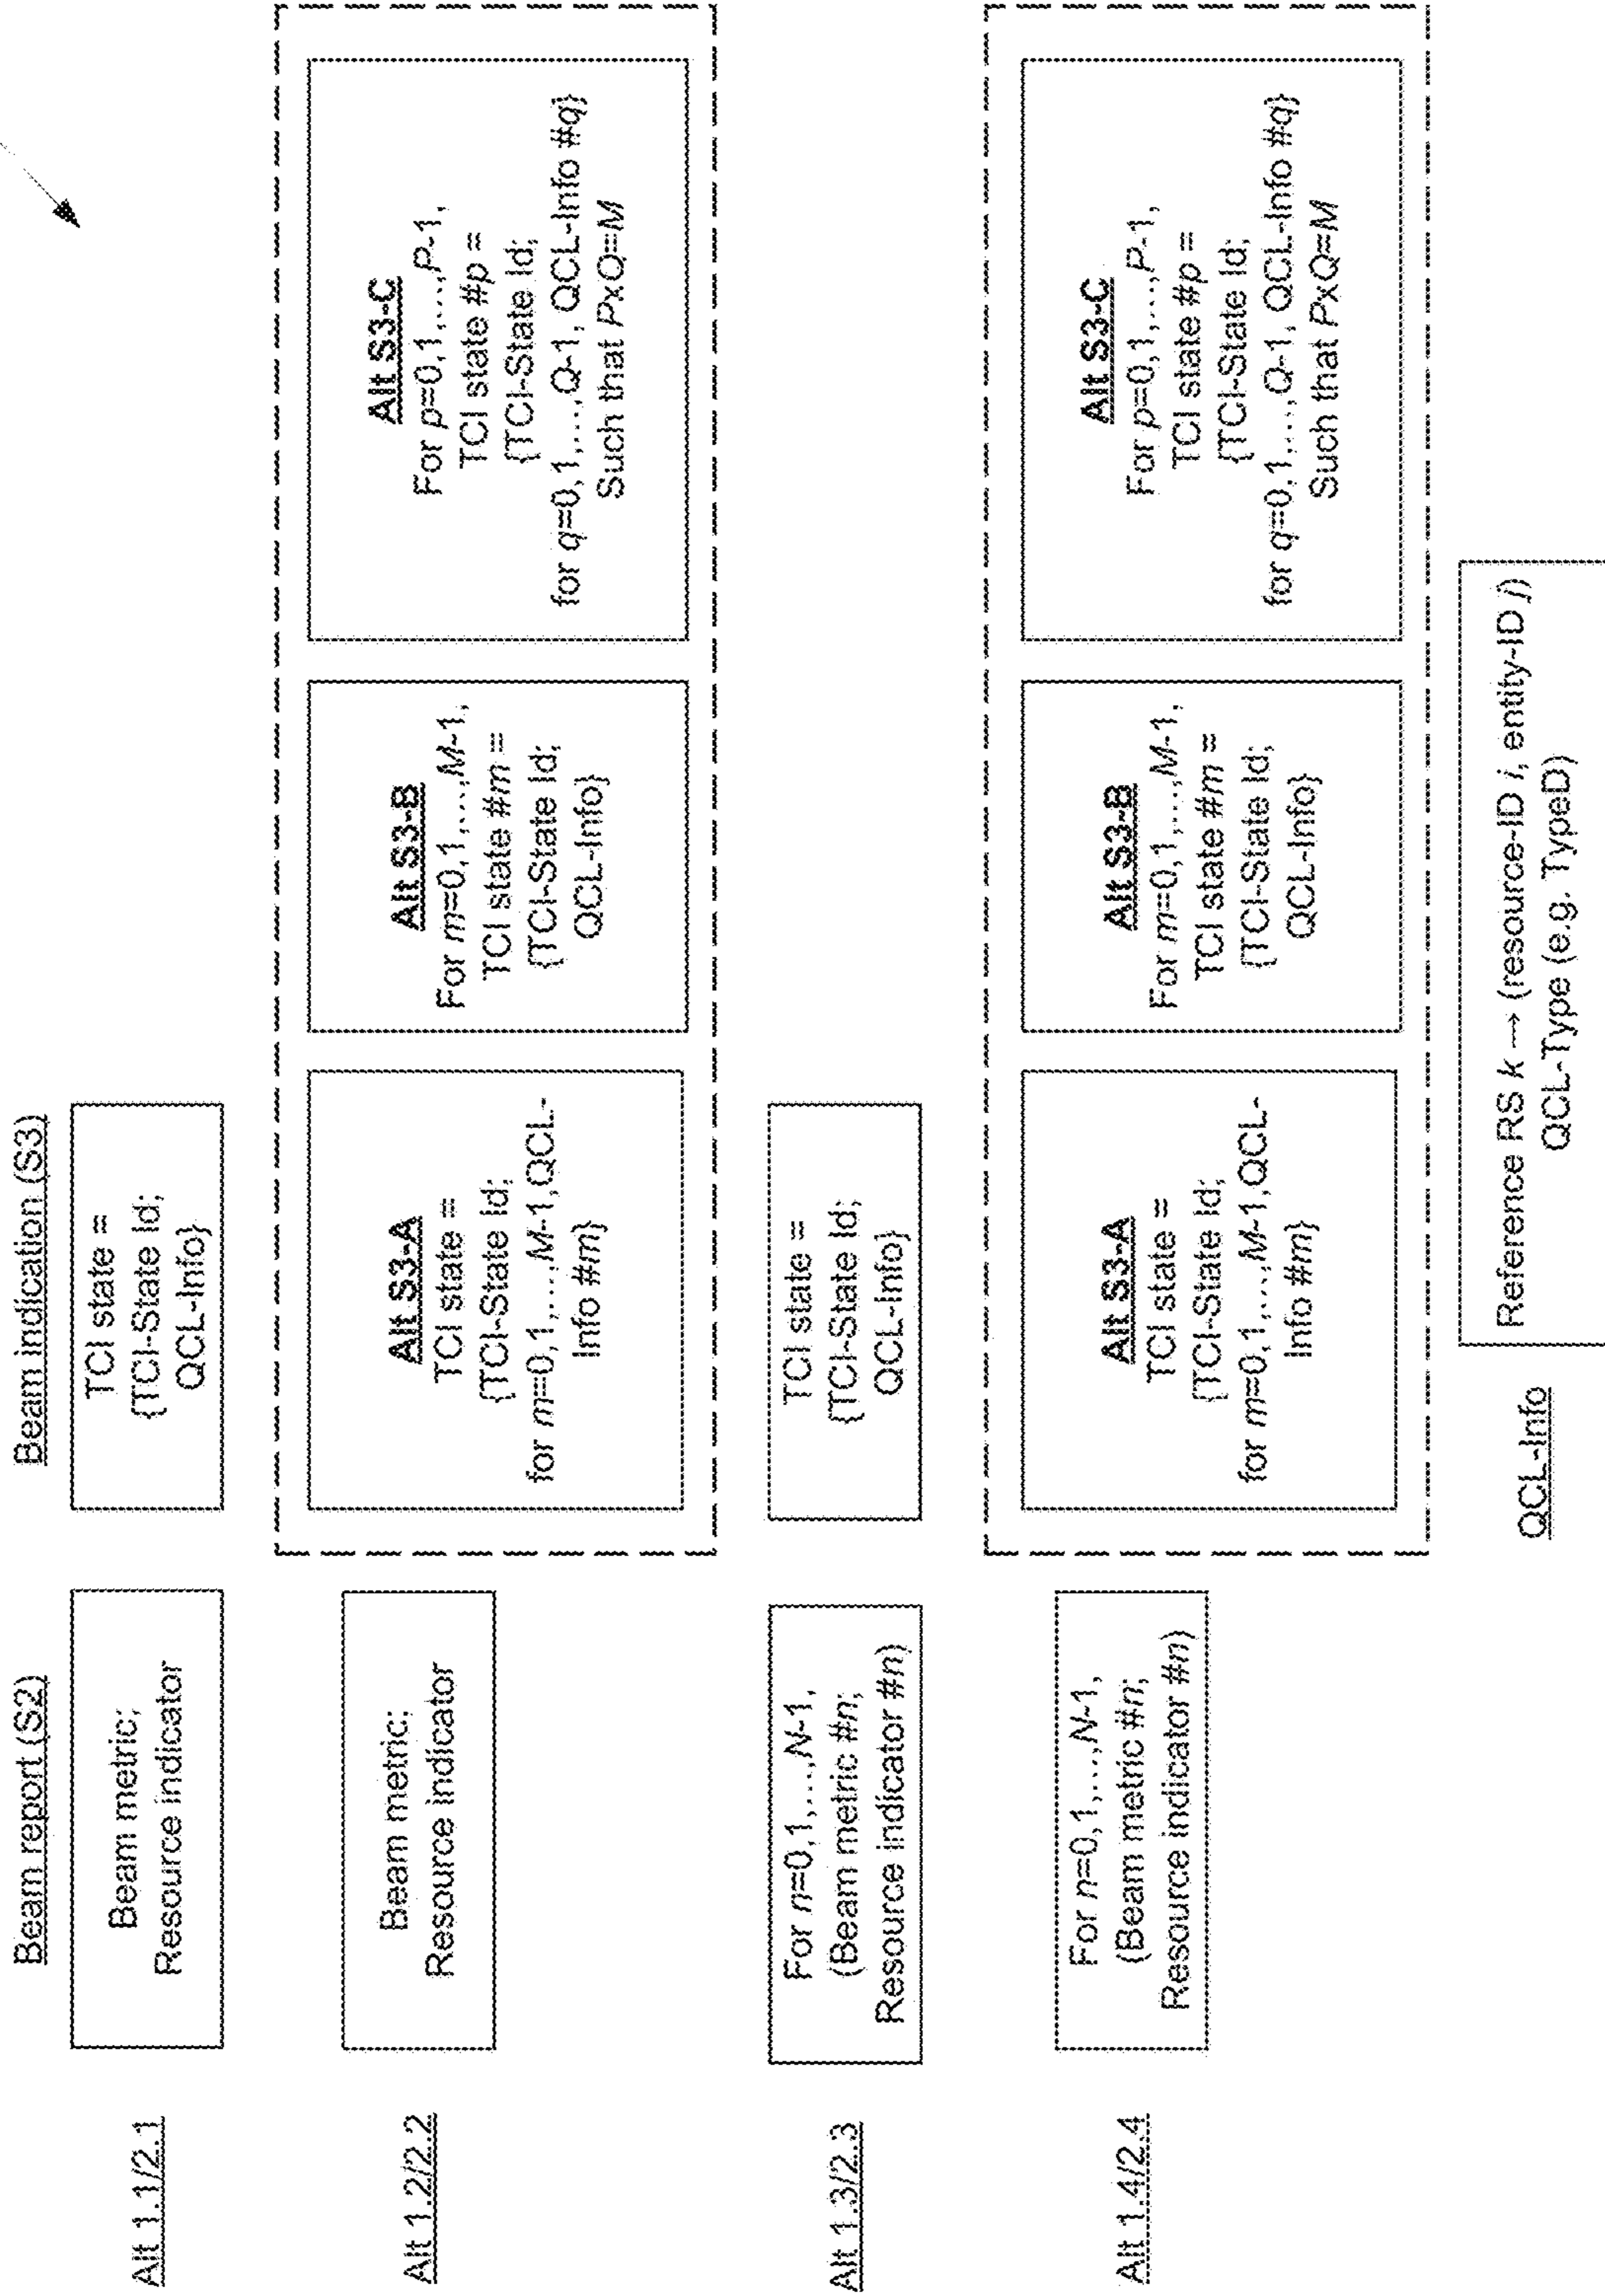 Beam report (S2)
Beam indication (S3)
Alt 1.1/2.1
Beam metric;
Resource indicator
TCI state =
{TCI-State Id;
QCL-Info}
Alt 1.2/2.2
Beam metric;
Resource indicator
Alt S3-A
TCI state =
{TCI-State Id;
for m=0,1,…,M-1,QCL-
Info #m}
Alt S3-B
For m=0,1,…,M-1,
TCI state #m =
{TCI-State Id;
QCL-Info}
Alt S3-C
For p=0,1,…,P-1,
TCI state #p =
{TCI-State Id;
for q=0,1,…,Q-1, QCL-Info #q}
Such that PxQ=M
Alt 1.3/2.3
For n=0,1,…,N-1,
(Beam metric #n;
Resource indicator #n)
TCI state =
{TCI-State Id;
QCL-Info}
Alt 1.4/2.4
For n=0,1,…,N-1,
(Beam metric #n;
Resource indicator #n)
Alt S3-A
TCI state =
{TCI-State Id;
for m=0,1,…,M-1,QCL-
Info #m}
Alt S3-B
For m=0,1,…,M-1,
TCI state #m =
{TCI-State Id;
QCL-Info}
Alt S3-C
For p=0,1,…,P-1,
TCI state #p =
{TCI-State Id;
for q=0,1,…,Q-1, QCL-Info #q}
Such that PxQ=M
QCL-Info
Reference RS k → (resource-ID i, entity-ID j)
QCL-Type (e.g. TypeD)